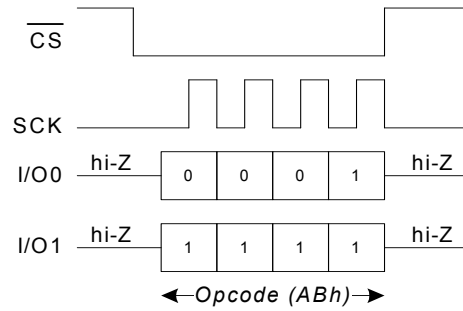 CS
SCK
hi-Z hi-Z
I/O0 0 0 0 1
hi-Z hi-Z
I/O1 1 1 1 1
Opcode (ABh)